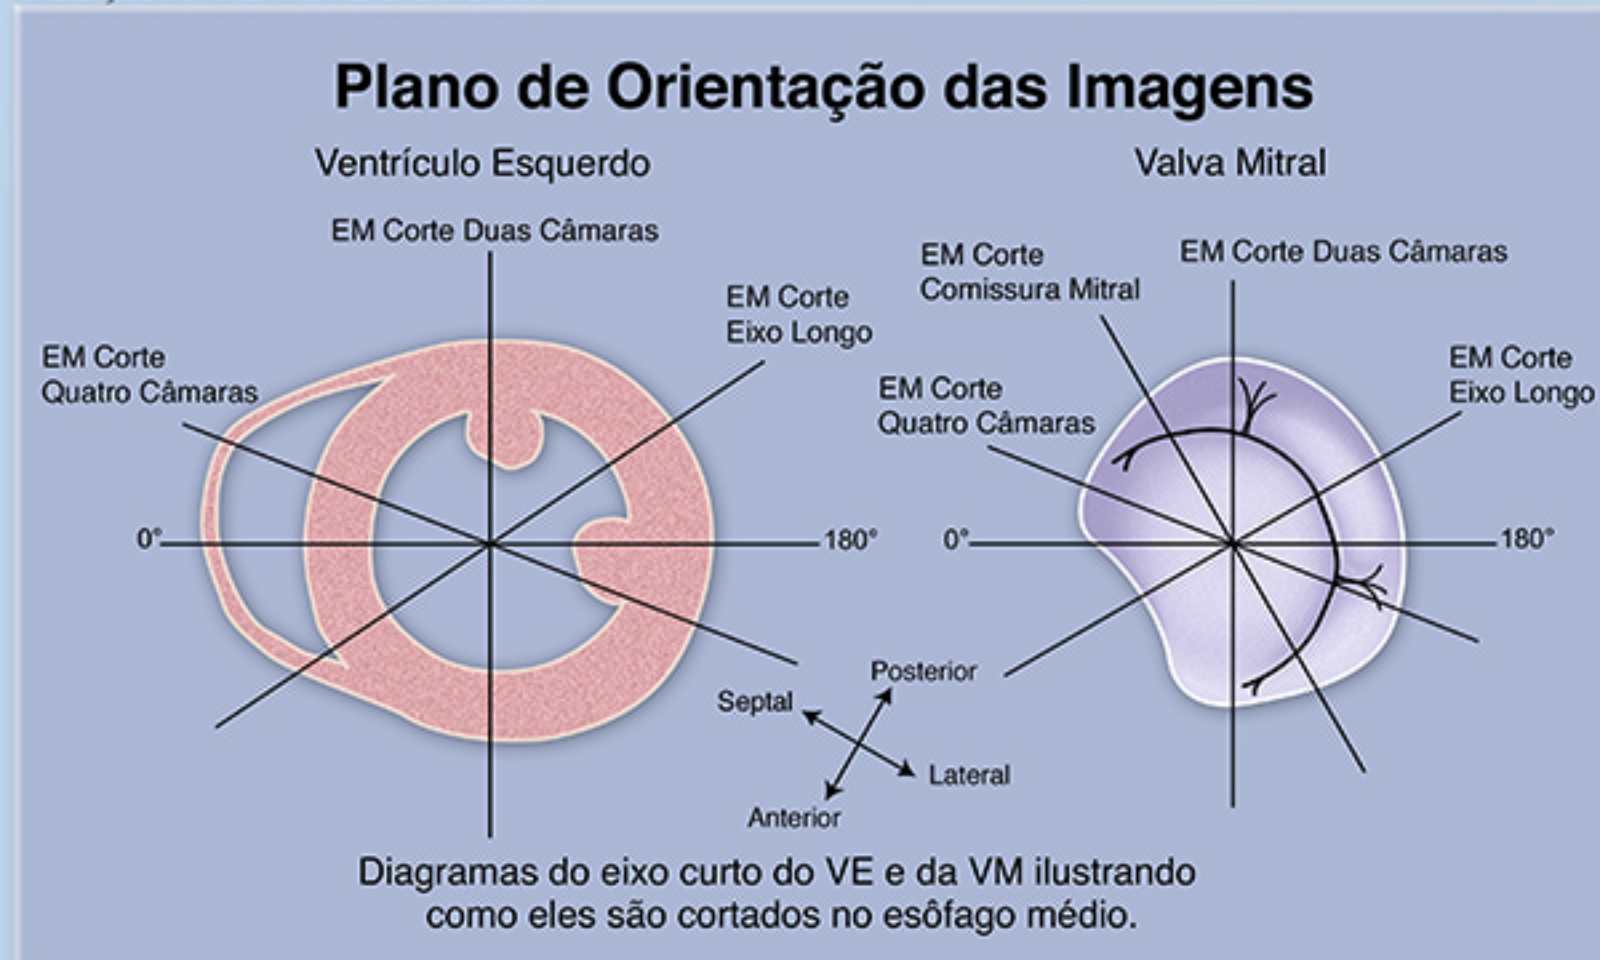 Plano de Orientação das Imagens
Ventrículo Esquerdo
EM Corte Duas Câmaras
EM Corte
Eixo Longo
EM Corte
Quatro Câmaras
0°
180°
Valva Mitral
EM Corte
Comissura Mitral
EM Corte Duas Câmaras
EM Corte
Quatro Câmaras
EM Corte
Eixo Longo
0°
180°
Posterior
Septal
Lateral
Anterior
Diagramas do eixo curto do VE e da VM ilustrando
como eles são cortados no esôfago médio.